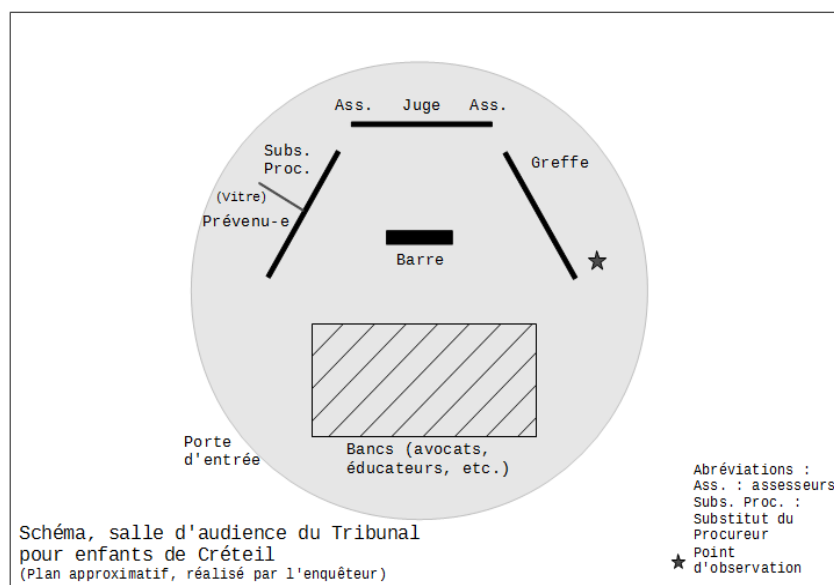 Ass. Juge Ass.
Subs.
Proc.
Greffe
(Vitre)
Prévenu-e
Barre
Porte
d'entrée
Bancs (avocats,
éducateurs, etc.)
Abréviations :
Ass. : assesseurs
Subs. Proc. :
Substitut du
Procureur
Point
d'observation
Schéma, salle d'audience du Tribunal
pour enfants de Créteil
(Plan approximatif, réalisé par l'enquêteur)